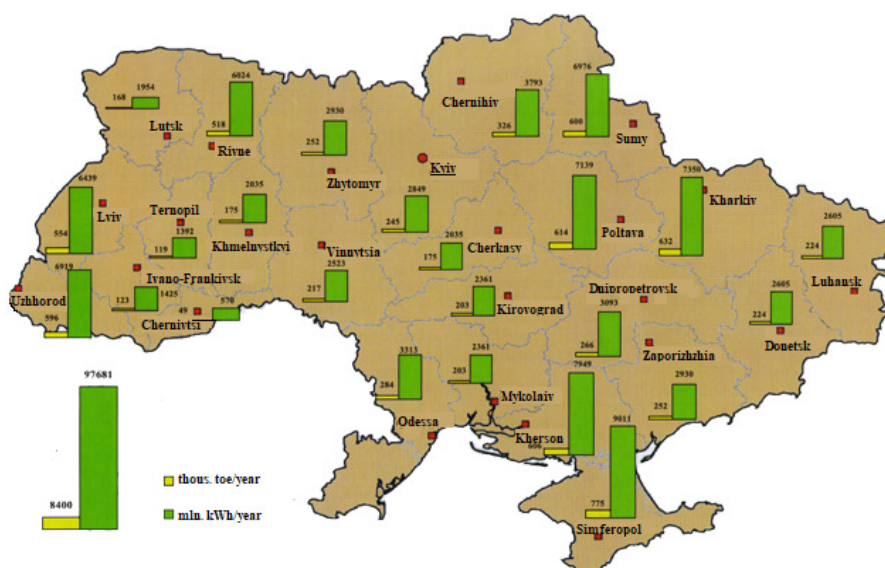 6976
6024
3793
1954
168
518
2930
326
600
Chernihiv
Lutsk
Rivne
252
Sumy
Kyiv
Zhytomyr
6439
7139
7350
2035
2849
Kharkiv
Lviv
Ternopil
175
1392
245
2605
614
Poltava
554
119
Khmelnystkyi
2035
Cherkasy
632
224
Vinnytsia
175
6919
Ivano-Frankivsk
2523
2361
Dnipropetrovsk
2605
Luhansk
Uzhhorod
123
1425
570
217
203
Kirovograd
3093
224
596
Chernivtsi
49
266
Zaporizhzhia
Donetsk
3313
2361
7949
97681
284
203
2930
Mykolaiv
252
Odessa
Kherson
606
9011
thous. toe/year
8400
mln. kWh/year
775
Simferopol